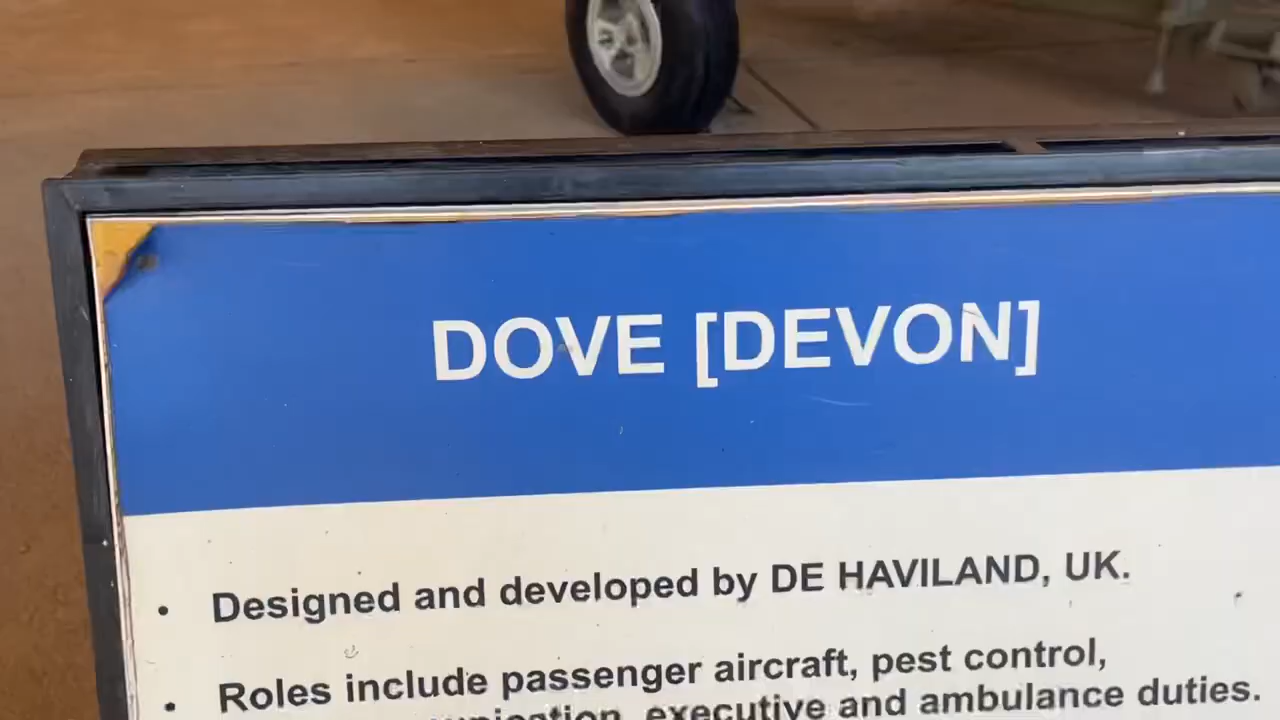 DOVE [DEVON]
• Designed and developed by DE HAVILAND, UK.
• Roles include passenger aircraft, pest control,
executive and ambulance duties.